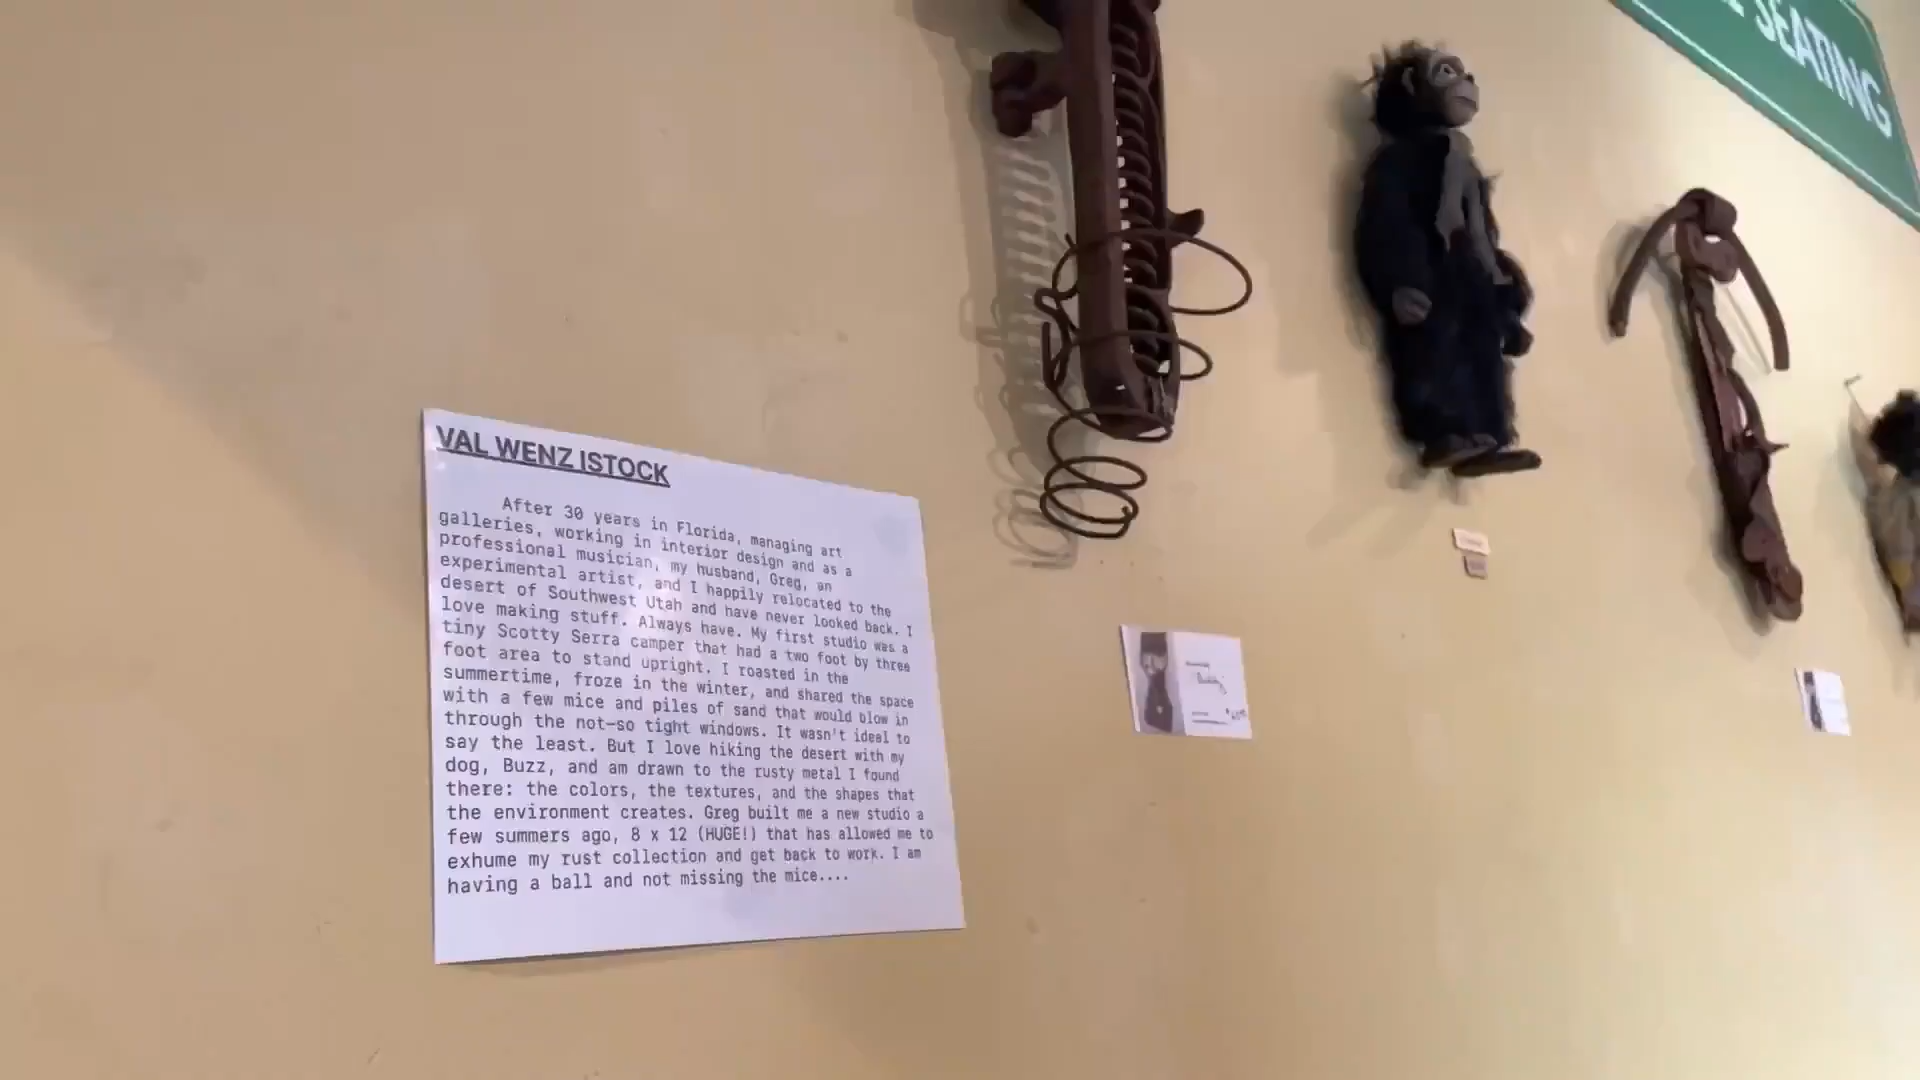 SEATING
VAL WENZ ISTOCK
After 30 years in Florida, managing art
galleries, working in interior design and as a
professional musician, my husband, Greg, an
experimental artist, and I happily relocated to the
desert of Southwest Utah and have never looked back. I
love making stuff. Always have. My first studio was a
tiny Scotty Serra camper that had a two foot by three
foot area to stand upright. I roasted in the
summertime, froze in the winter, and shared the space
with a few mice and piles of sand that would blow in
through the not-so tight windows. It wasn't ideal to
say the least. But I love hiking the desert with my
dog, Buzz, and am drawn to the rusty metal I found
there: the colors, the textures, and the shapes that
the environment creates. Greg built me a new studio a
few summers ago, 8 x 12 (HUGE!) that has allowed me to
exhume my rust collection and get back to work. I am
having a ball and not missing the mice....